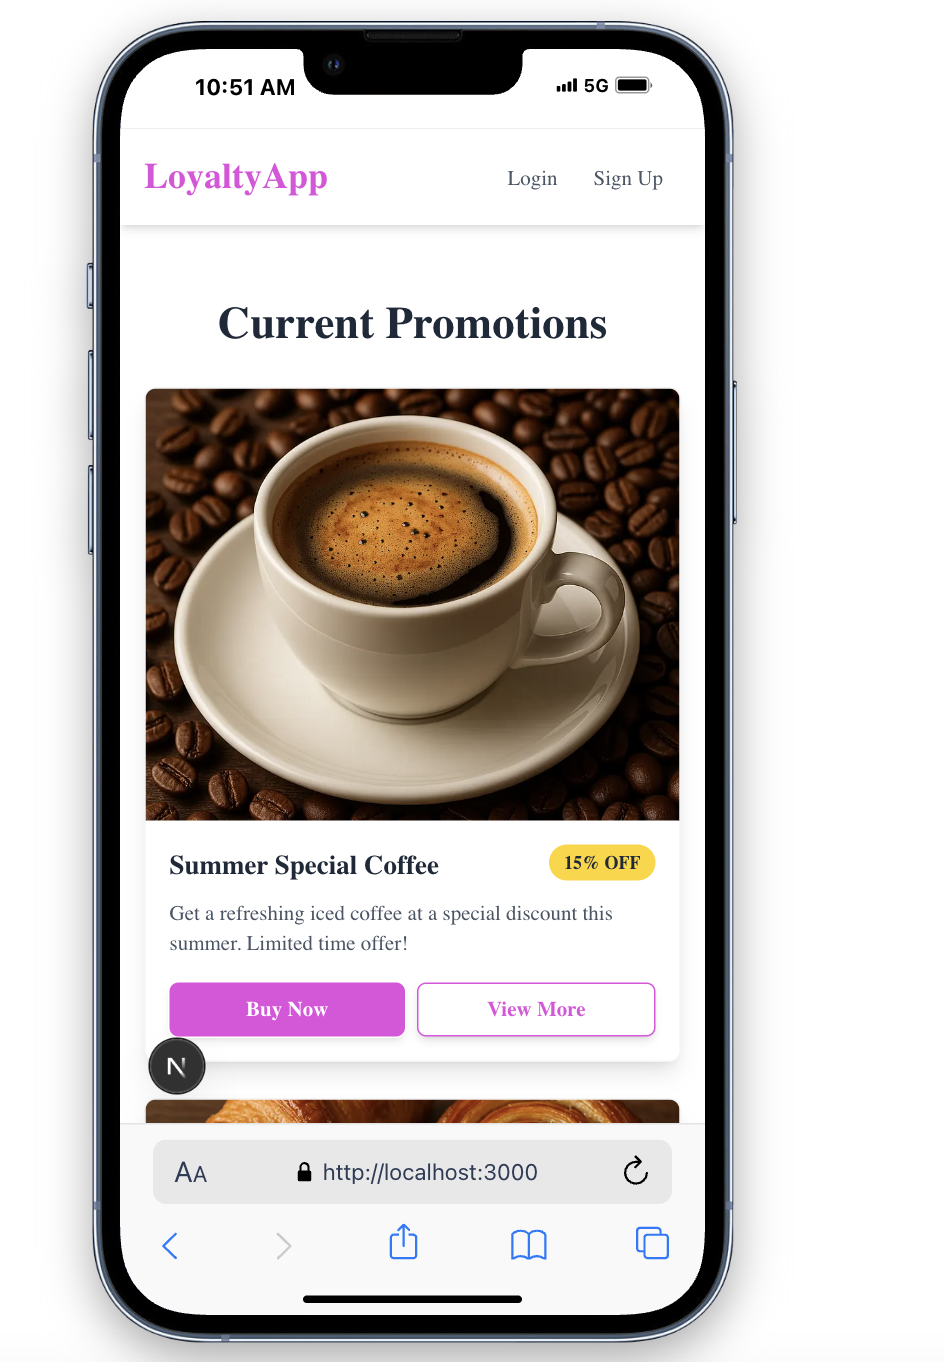 10:51 AM
5G
LoyaltyApp
Login
Sign Up
Current Promotions
Summer Special Coffee
15% OFF
Get a refreshing iced coffee at a special discount this
summer. Limited time offer!
Buy Now
View More
N
AA
http://localhost:3000